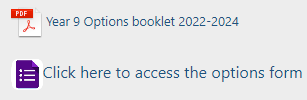 PDF
Year 9 Options booklet 2022-2024
Click here to access the options form